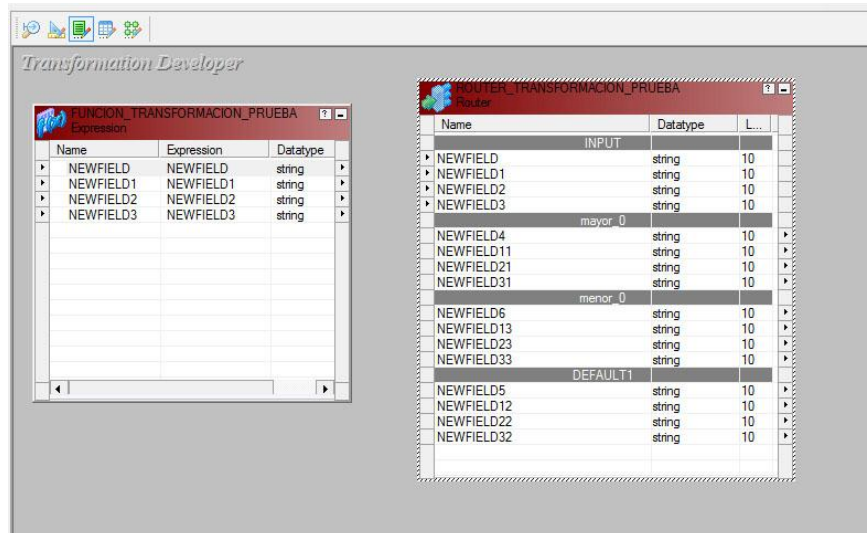 Transformation Developer
FUNCION_TRANSFORMACION_PRUEBA
Expression
Name Expression Datatype
NEWFIELD NEWFIELD string
NEWFIELD1 NEWFIELD1 string
NEWFIELD2 NEWFIELD2 string
NEWFIELD3 NEWFIELD3 string
ROUTER_TRANSFORMACION_PRUEBA
Router
Name Datatype L...
INPUT
NEWFIELD string 10
NEWFIELD1 string 10
NEWFIELD2 string 10
NEWFIELD3 string 10
mayor_0
NEWFIELD4 string 10
NEWFIELD11 string 10
NEWFIELD21 string 10
NEWFIELD31 string 10
menor_0
NEWFIELD6 string 10
NEWFIELD13 string 10
NEWFIELD23 string 10
NEWFIELD33 string 10
DEFAULT1
NEWFIELD5 string 10
NEWFIELD12 string 10
NEWFIELD22 string 10
NEWFIELD32 string 10